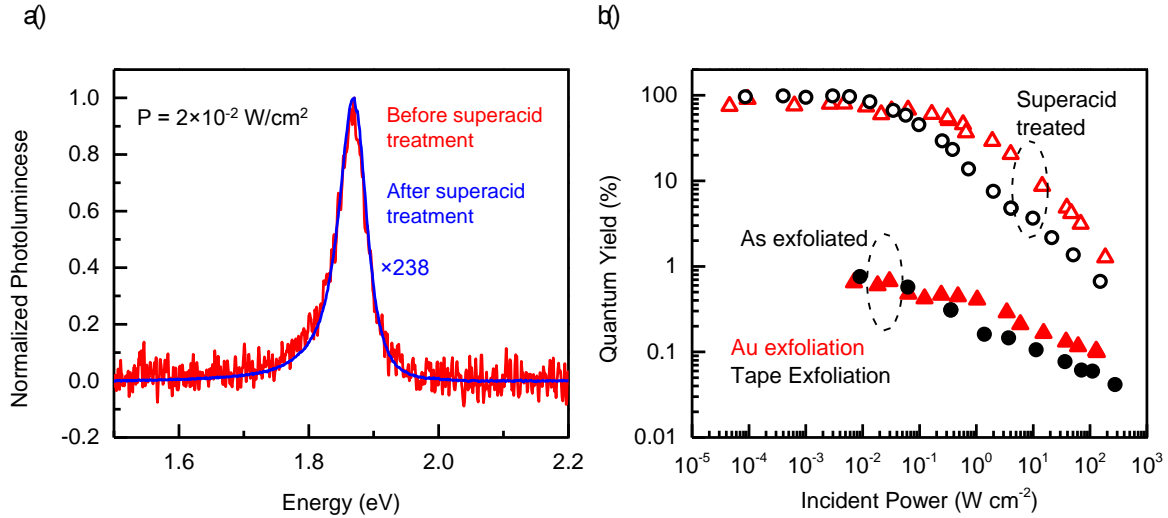 a()
P = 2×10⁻² W/cm²
Before superacid
treatment
After superacid
treatment
×238
Normalized Photolumincese
1.0
0.8
0.6
0.4
0.2
0.0
-0.2
1.6
1.8
2.0
2.2
Energy (eV)
b()
Superacid
treated
As exfoliated
Au exfoliation
Tape Exfoliation
Quantum Yield (%)
100
10
1
0.1
0.01
10⁻⁵ 10⁻⁴ 10⁻³ 10⁻² 10⁻¹ 10⁰ 10¹ 10² 10³
Incident Power (W cm⁻²)